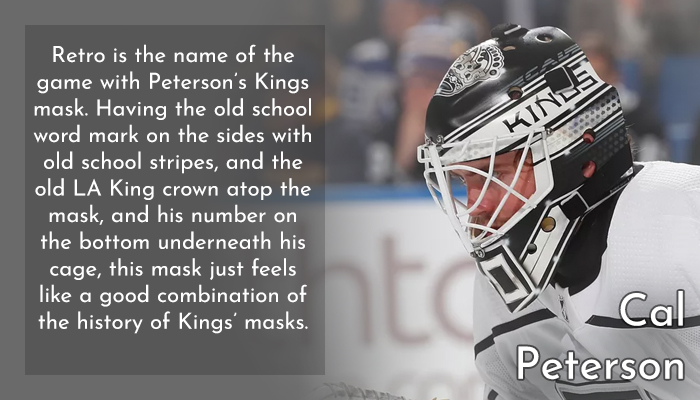 Retro is the name of the
game with Peterson's Kings
mask. Having the old school
word mark on the sides with
old school stripes, and the
old LA King crown atop the
mask, and his number on
the bottom underneath his
cage, this mask just feels
like a good combination of
the history of Kings' masks.
KINGS
Cal
Peterson